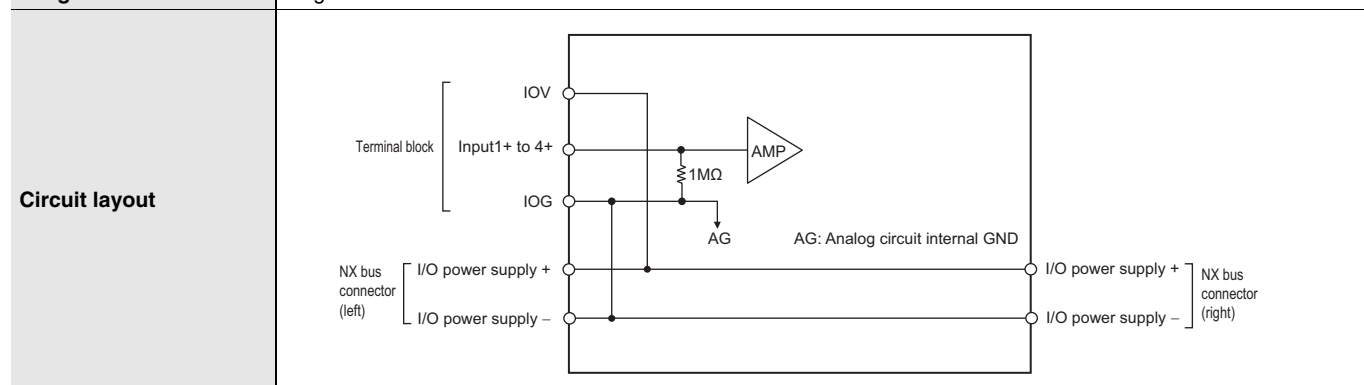 Circuit layout
IOV
Terminal block
Input1+ to 4+
AMP
1MΩ
IOG
AG
AG: Analog circuit internal GND
NX bus
connector
(left)
I/O power supply +
I/O power supply –
I/O power supply +
I/O power supply –
NX bus
connector
(right)